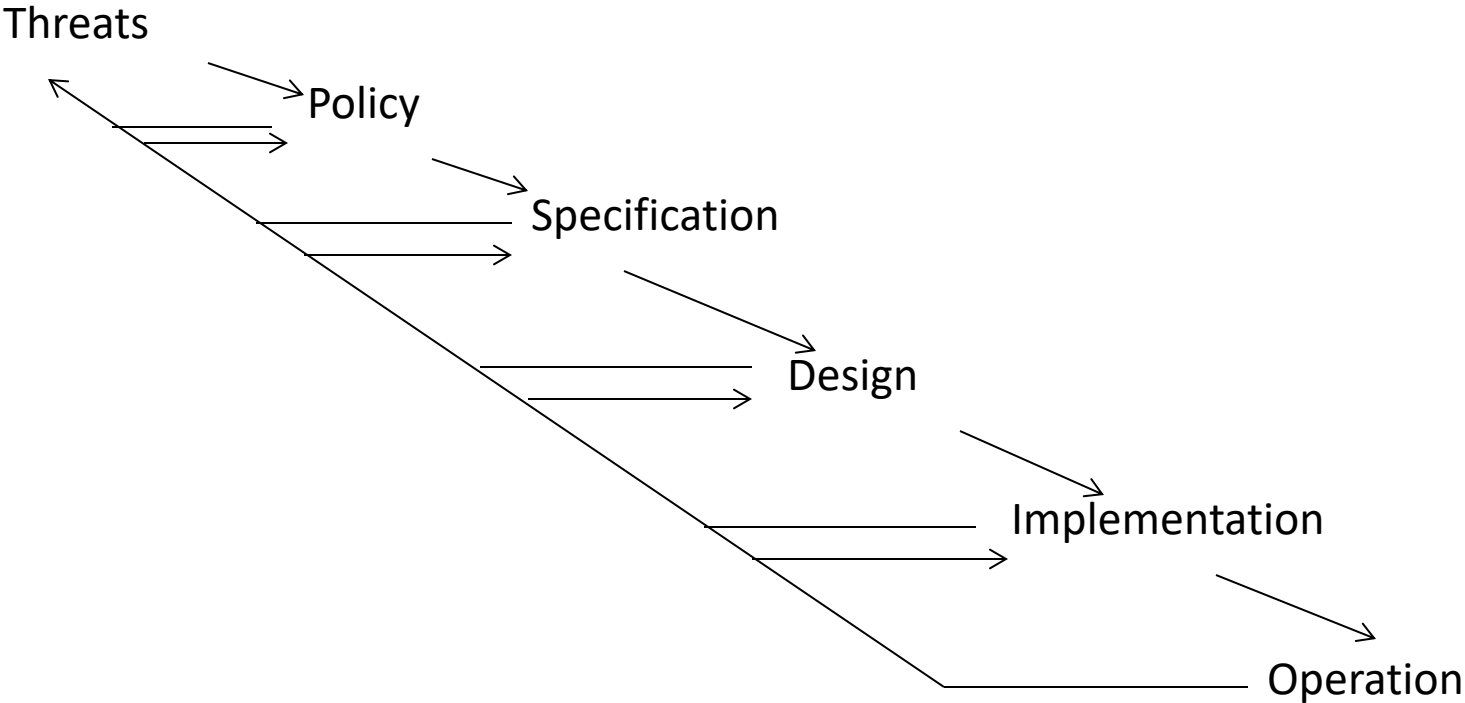 Threats
Policy
Specification
Design
Implementation
Operation